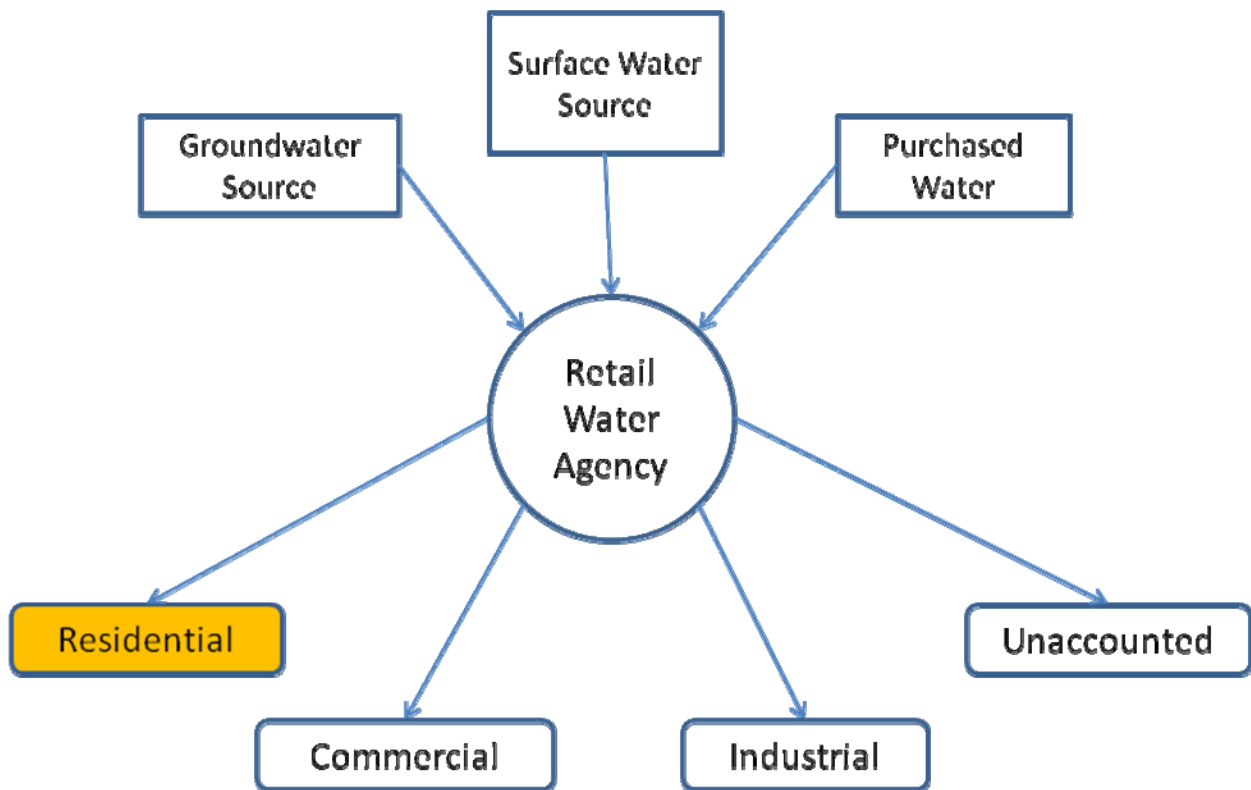 Surface Water
Source
Groundwater
Source
Purchased
Water
Retail
Water
Agency
Residential
Unaccounted
Commercial
Industrial